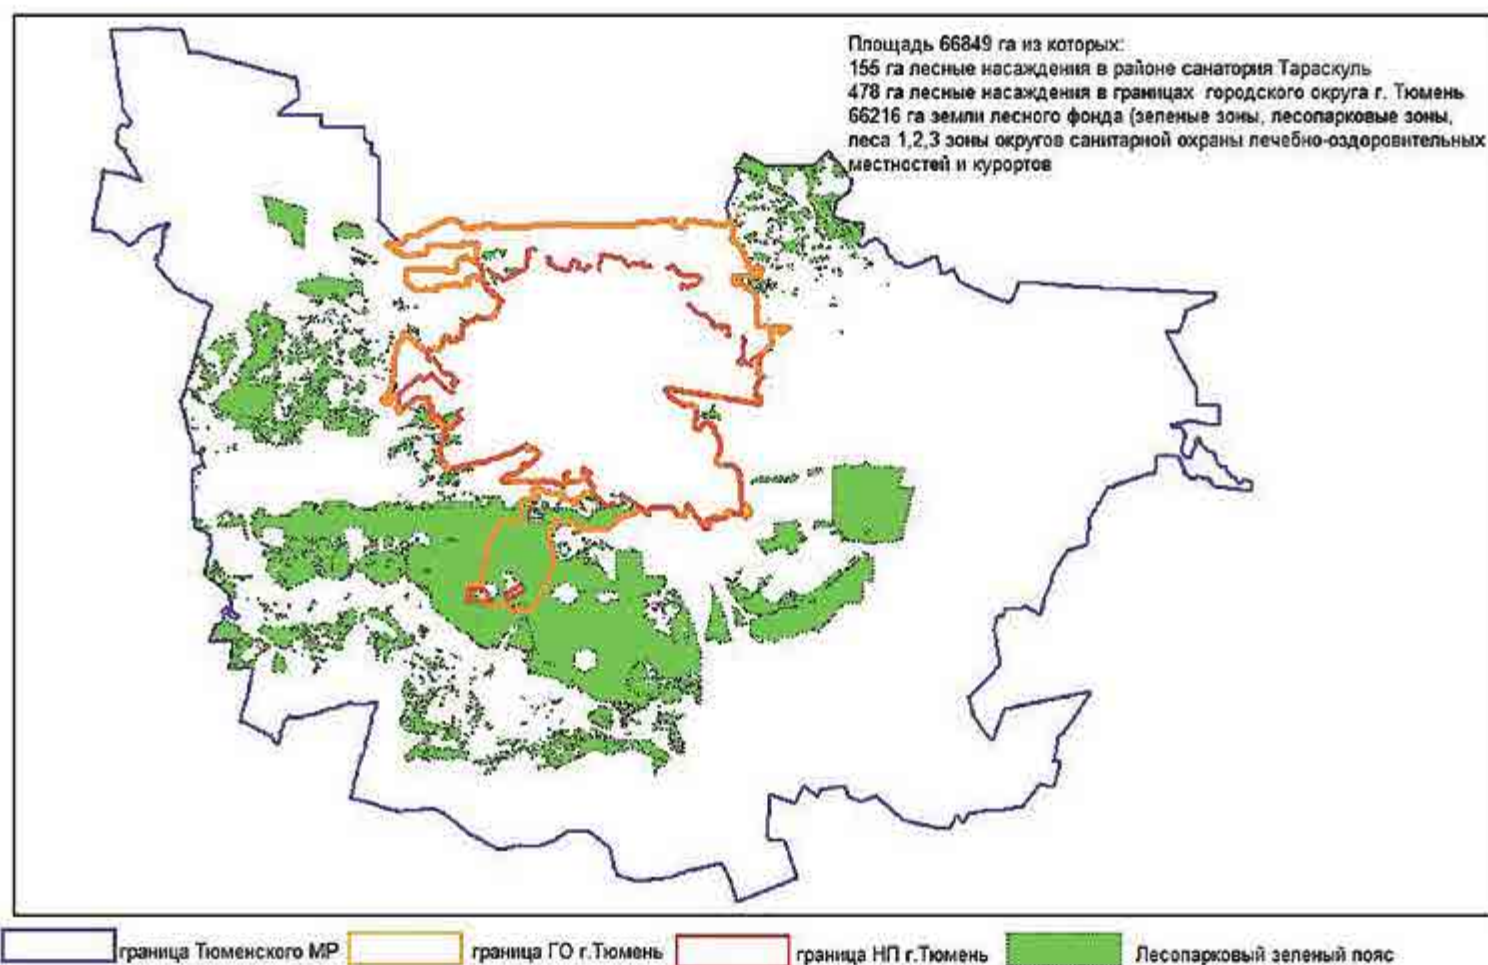 Площадь 66849 га из которых:
155 га лесные насаждения в районе санатория Тараскуль
478 га лесные насаждения в границах городского округа г. Тюмень
66216 га земли лесного фонда (зеленые зоны, лесопарковые зоны,
леса 1,2,3 зоны округов санитарной охраны лечебно-оздоровительных
местностей и курортов
граница Тюменского МР
граница ГО г.Тюмень
граница НП г.Тюмень
Лесопарковый зеленый пояс